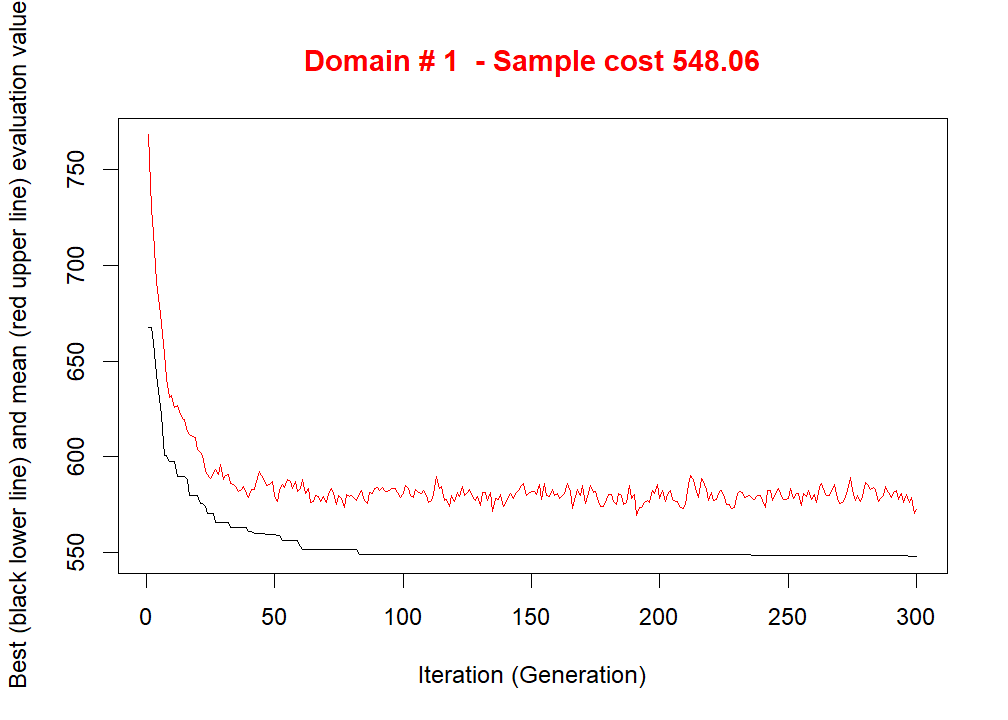 Domain # 1  - Sample cost 548.06
Best (black lower line) and mean (red upper line) evaluation value
750
700
650
600
550
0 50 100 150 200 250 300
Iteration (Generation)